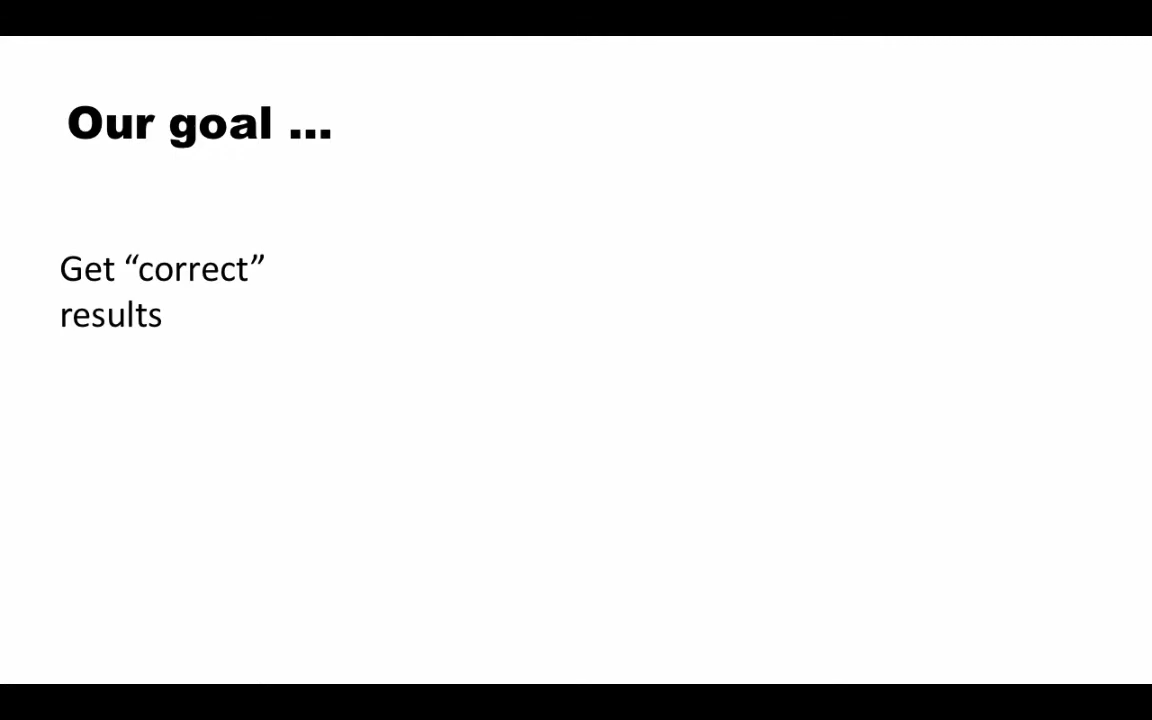 Our goal ...
Get “correct”
results